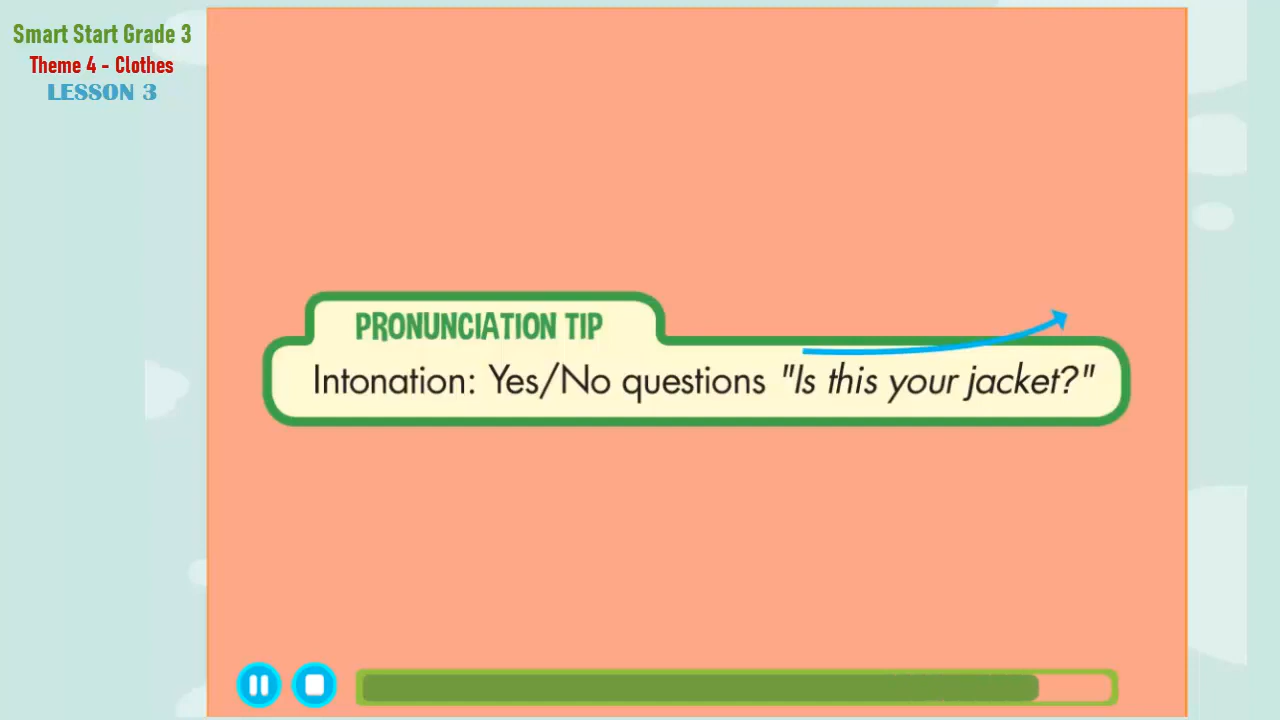 Smart Start Grade 3
Theme 4 - Clothes
LESSON 3
PRONUNCIATION TIP
Intonation: Yes/No questions "Is this your jacket?"